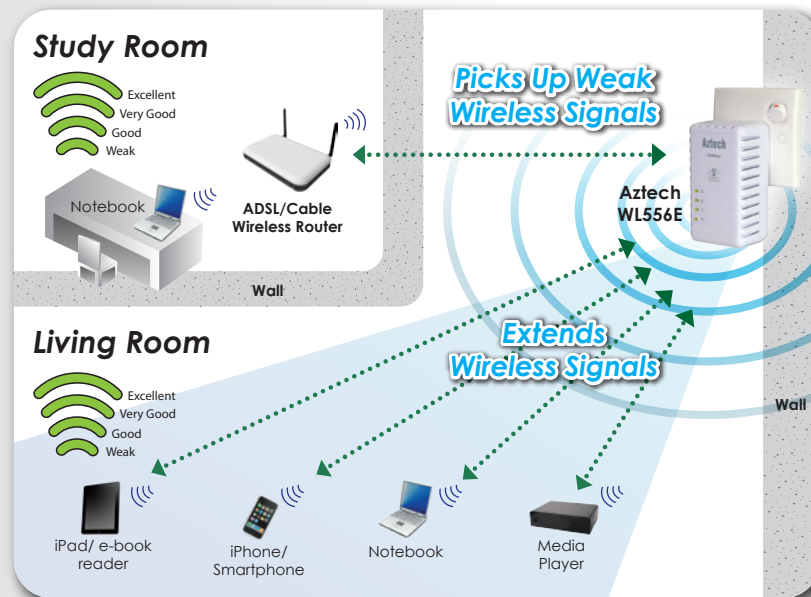 Study Room
Excellent
Very Good
Good
Weak
Notebook
ADSL/Cable
Wireless Router
Wall
Picks Up Weak
Wireless Signals
Aztech
Aztech
WL556E
Living Room
Excellent
Very Good
Good
Weak
Extends
Wireless Signals
Wall
iPad/ e-book
reader
iPhone/
Smartphone
Notebook
Media
Player